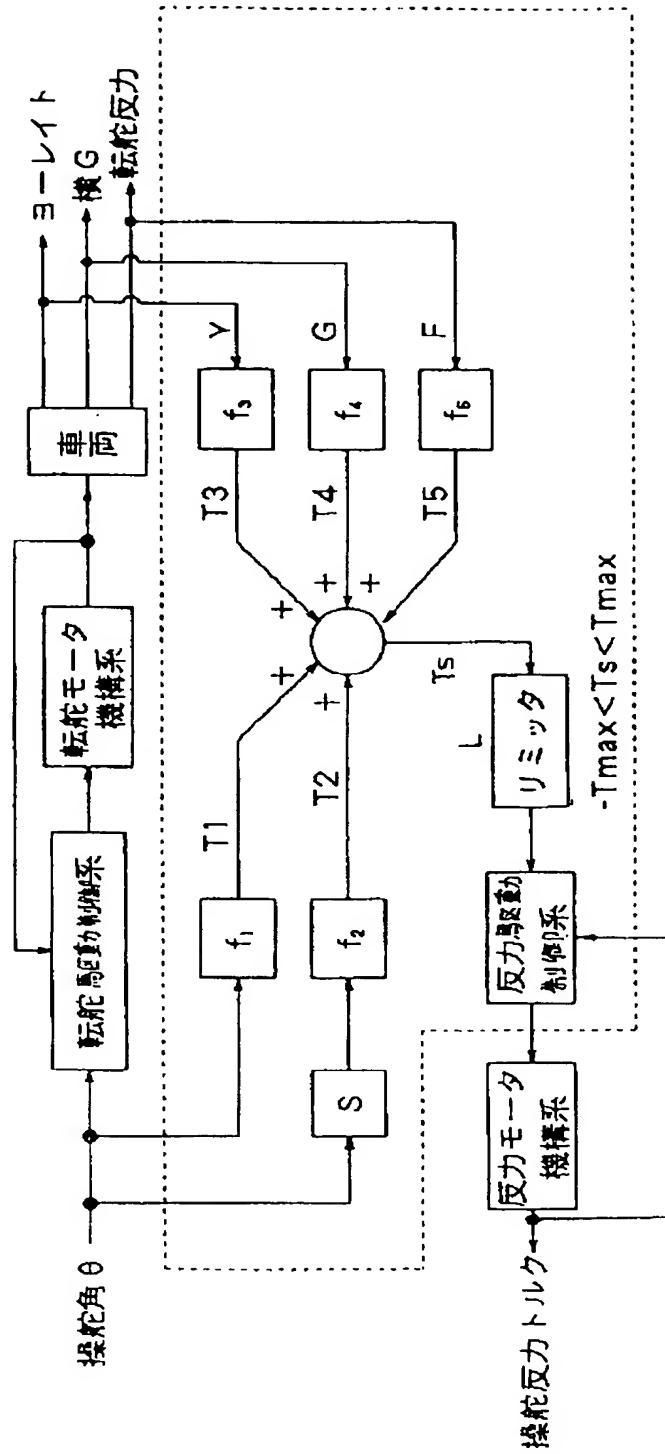 操舵角θ
転舵駆動制御系
転舵モータ
機構系
車両
ヨーレイト
横G
転舵反力
f₁
T1
S
f₂
T2
Y
f₃
T3
G
f₄
T4
F
f₅
T5
+
+
+
+
+
Ts
L
リミッタ
-Tmax<Ts<Tmax
反力駆動
制御系
反力モータ
機構系
操舵反力トルク